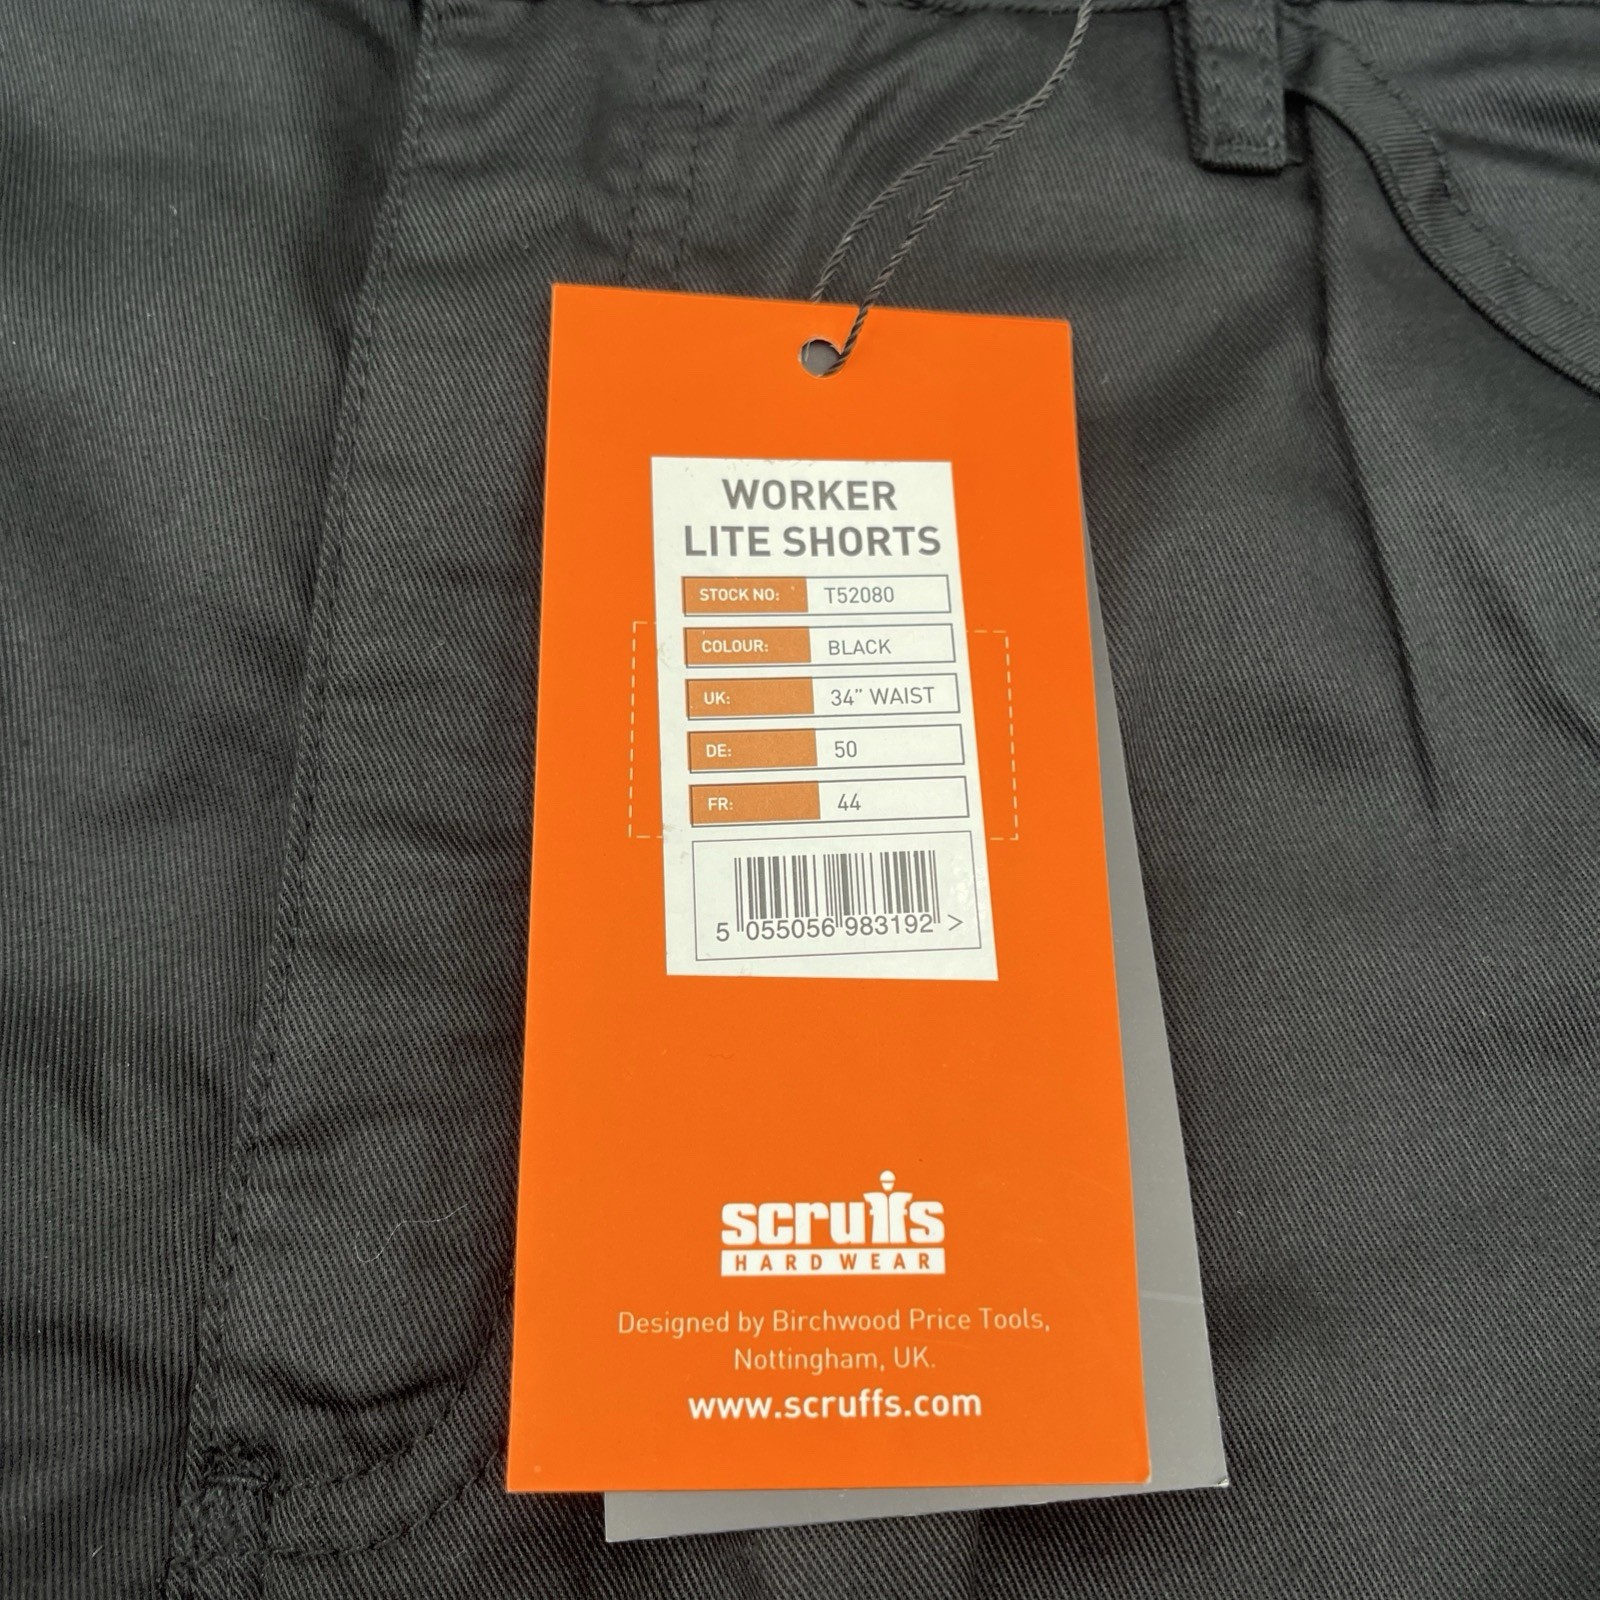 WORKER
LITE SHORTS
STOCK NO: T52080
COLOUR: BLACK
UK: 34” WAIST
DE: 50
FR: 44
5 055056 983192 >
scruffs
HARDWEAR
Designed by Birchwood Price Tools,
Nottingham, UK.
www.scruffs.com